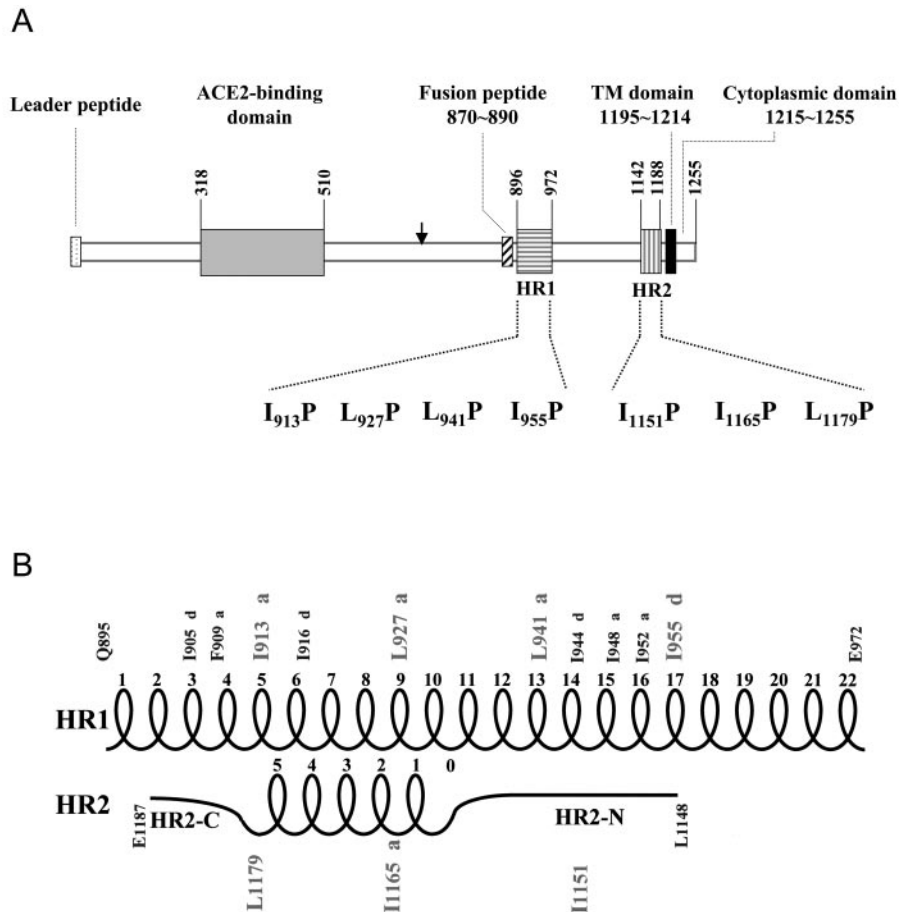 A
Leader peptide
ACE2-binding
domain
Fusion peptide
870~890
TM domain
1195~1214
Cytoplasmic domain
1215~1255
318
510
896
972
1142
1188
1255
HR1
HR2
I913P L927P L941P I955P I1151P I1165P L1179P
B
Q895
I905 d
F909 a
I913 a
I916 d
L927 a
L941 a
I944 d
I948 a
I952 a
I955 d
E972
1 2 3 4 5 6 7 8 9 10 11 12 13 14 15 16 17 18 19 20 21 22
HR1
5 4 3 2 1 0
HR2
E1187
HR2-C
HR2-N
L1148
L1179
I1165 a
I1151